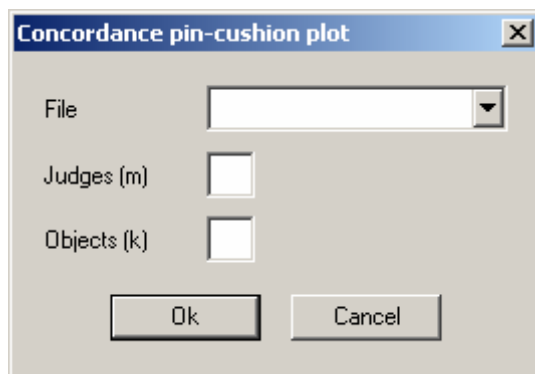 Concordance pin-cushion plot
File
Judges (m)
Objects (k)
Ok Cancel